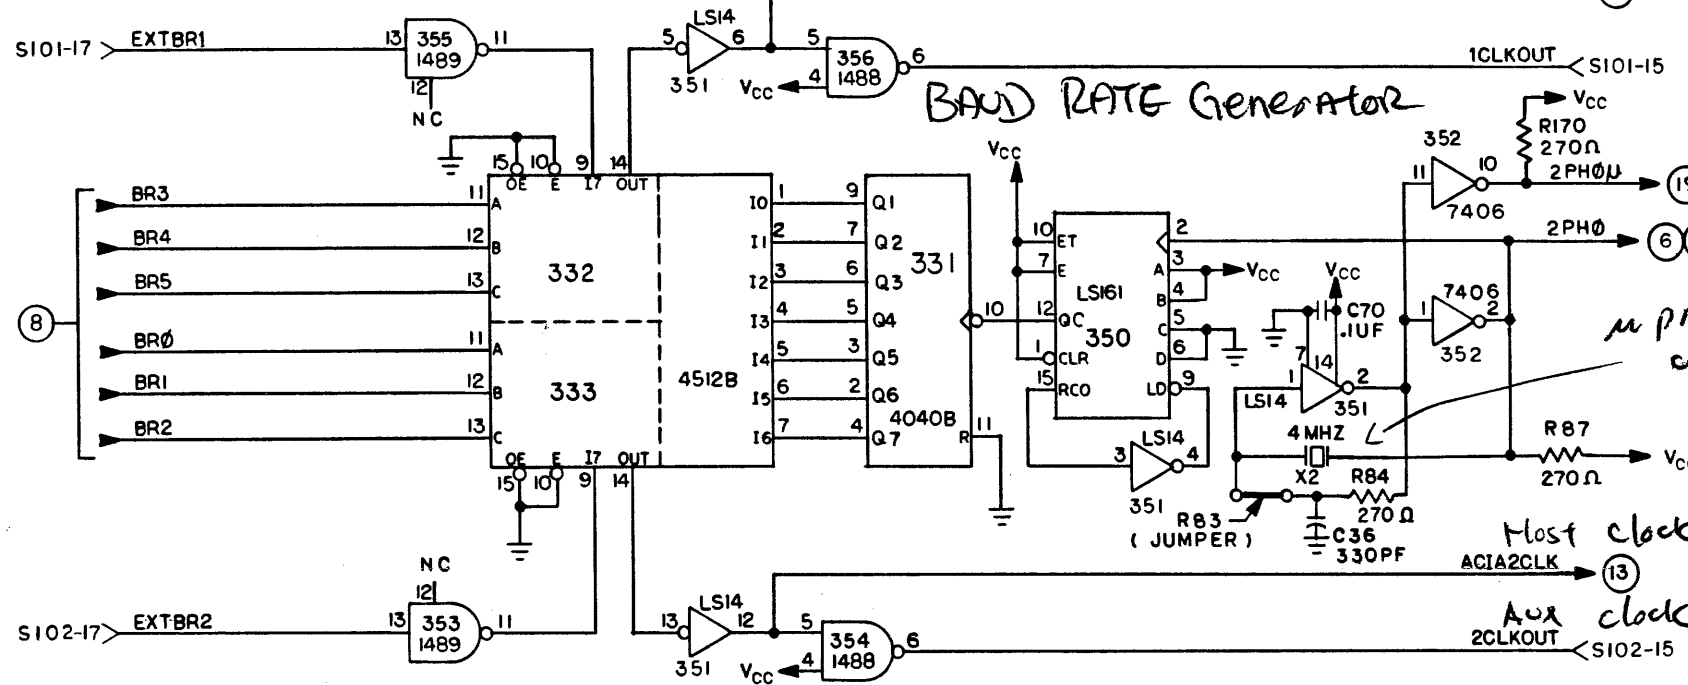 S101-17
EXTBR1
13
355
1489
11
12
NC
LS14
5
6
351
5
4
VCC
356
1488
6
1CLKOUT
S101-15
BAUD RATE Generator
VCC
R170
270Ω
352
11
10
7406
2PHØμ
2PHØ
6
15
10
9
14
OE
E
I7
OUT
8
BR3
11
A
BR4
12
B
BR5
13
C
332
BRØ
11
A
BR1
12
B
BR2
13
C
333
4512B
I0
1
9
Q1
I1
2
7
Q2
I2
3
6
Q3
I3
4
5
Q4
I4
5
3
Q5
I5
6
2
Q6
I6
7
4
Q7
331
4040B
10
R
11
VCC
10
ET
7
E
12
QC
1
CLR
15
RCO
LS161
350
2
3
A
4
B
5
C
6
D
9
LD
VCC
LS14
3
4
351
VCC
C70
.1UF
7
14
1
2
LS14
351
7406
1
2
352
4MHZ
X2
R84
270Ω
R83
(JUMPER)
C36
330PF
R87
270Ω
μ
OE
E
I7
OUT
15
10
9
14
Host clock
ACIA2CLK
13
Aux clock
2CLKOUT
S102-15
NC
12
S102-17
EXTBR2
13
353
1489
11
LS14
13
12
351
5
4
VCC
354
1488
6